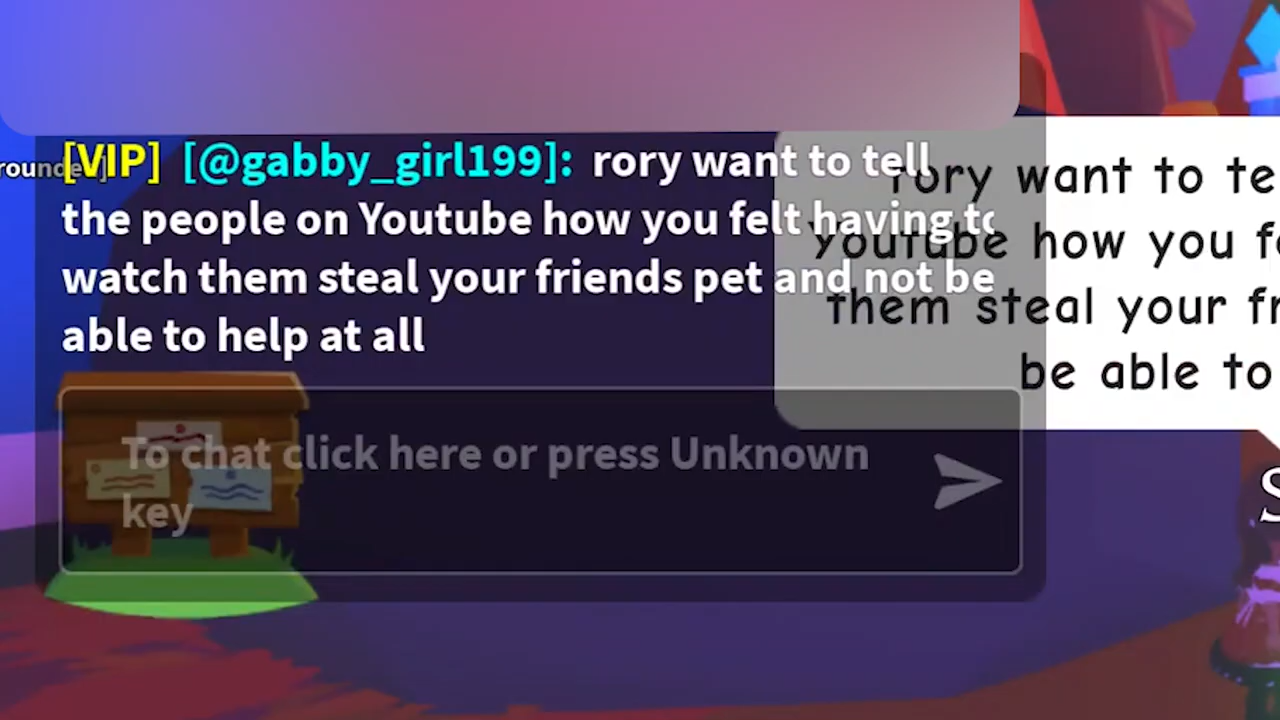 [VIP] [@gabby_girl199]: rory want to tell
the people on Youtube how you felt having to
watch them steal your friends pet and not be
able to help at all
To chat click here or press Unknown
key
rory want to te
Youtube how you fe
them steal your fr
be able to